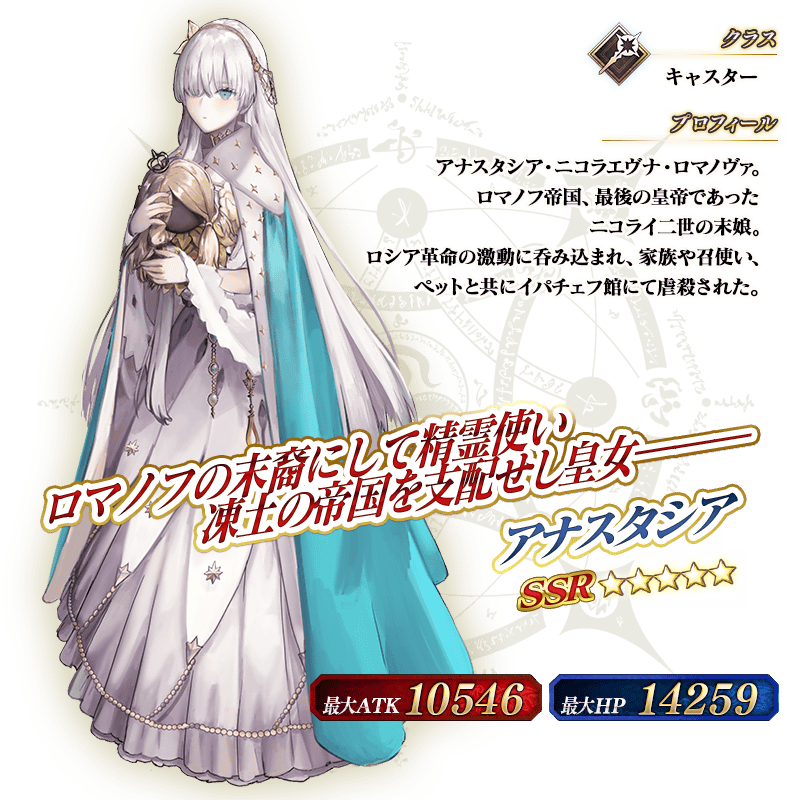 クラス
キャスター
プロフィール
アナスタシア・ニコラエヴナ・ロマノヴァ。
ロマノフ帝国、最後の皇帝であった
ニコライ二世の末娘。
ロシア革命の激動に呑み込まれ、家族や召使い、
ペットと共にイパチェフ館にて虐殺された。
ロマノフの末裔にして精霊使い
凍土の帝国を支配せし皇女――
アナスタシア
SSR ☆☆☆☆☆
最大ATK 10546
最大HP 14259